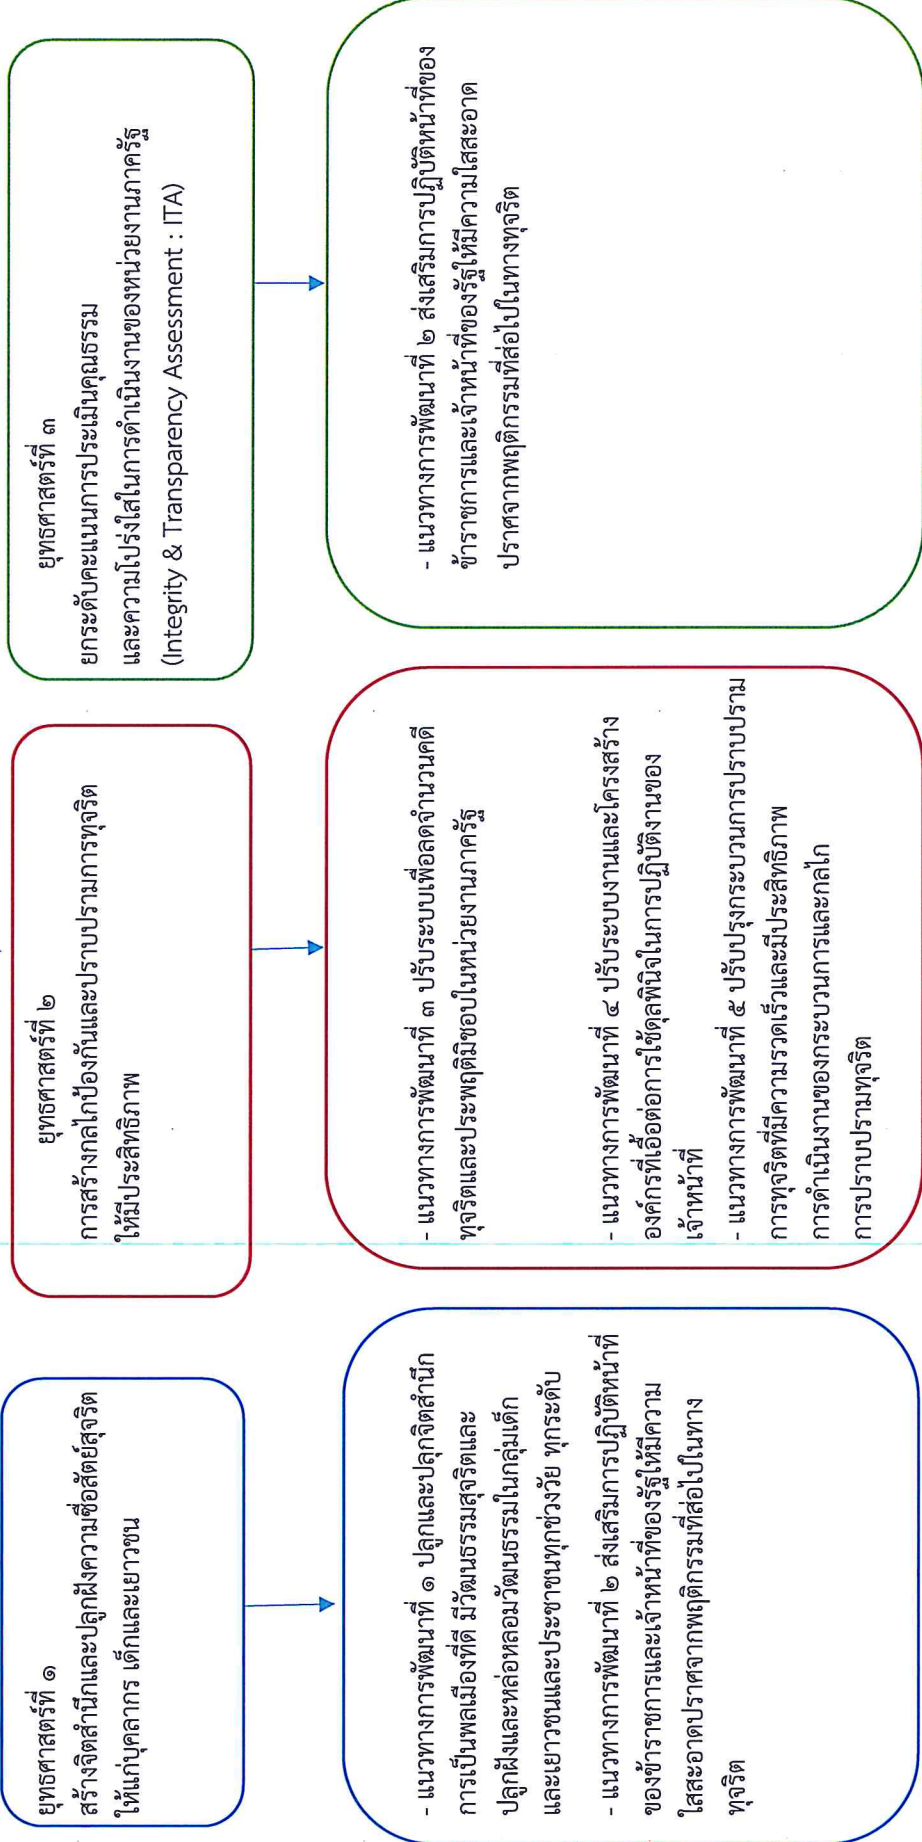 ยุทธศาสตร์ที่ ๑
สร้างจิตสำนึกและปลูกฝังความซื่อสัตย์สุจริต
ให้แก่บุคลากร เด็กและเยาวชน
ยุทธศาสตร์ที่ ๒
การสร้างกลไกป้องกันและปราบปรามการทุจริต
ให้มีประสิทธิภาพ
ยุทธศาสตร์ที่ ๓
ยกระดับคะแนนการประเมินคุณธรรม
และความโปร่งใสในการดำเนินงานของหน่วยงานภาครัฐ
(Integrity & Transparency Assessment : ITA)
- แนวทางการพัฒนาที่ ๑ ปลูกและปลุกจิตสำนึก
การเป็นพลเมืองที่ดี มีวัฒนธรรมสุจริตและ
ปลูกฝังและหล่อหลอมวัฒนธรรมในกลุ่มเด็ก
และเยาวชนและประชาชนทุกช่วงวัย ทุกระดับ
- แนวทางการพัฒนาที่ ๒ ส่งเสริมการปฏิบัติหน้าที่
ของข้าราชการและเจ้าหน้าที่ของรัฐให้มีความ
ใสสะอาดปราศจากพฤติกรรมที่ส่อไปในทาง
ทุจริต
- แนวทางการพัฒนาที่ ๓ ปรับระบบเพื่อลดจำนวนคดี
ทุจริตและประพฤติมิชอบในหน่วยงานภาครัฐ
- แนวทางการพัฒนาที่ ๔ ปรับระบบงานและโครงสร้าง
องค์กรที่เอื้อต่อการใช้ดุลพินิจในการปฏิบัติงานของ
เจ้าหน้าที่
- แนวทางการพัฒนาที่ ๕ ปรับปรุงกระบวนการปราบปราม
การทุจริตที่มีความรวดเร็วและมีประสิทธิภาพ
การดำเนินงานของกระบวนการและกลไก
การปราบปรามทุจริต
- แนวทางการพัฒนาที่ ๒ ส่งเสริมการปฏิบัติหน้าที่ของ
ข้าราชการและเจ้าหน้าที่ของรัฐให้มีความใสสะอาด
ปราศจากพฤติกรรมที่ส่อไปในทางทุจริต